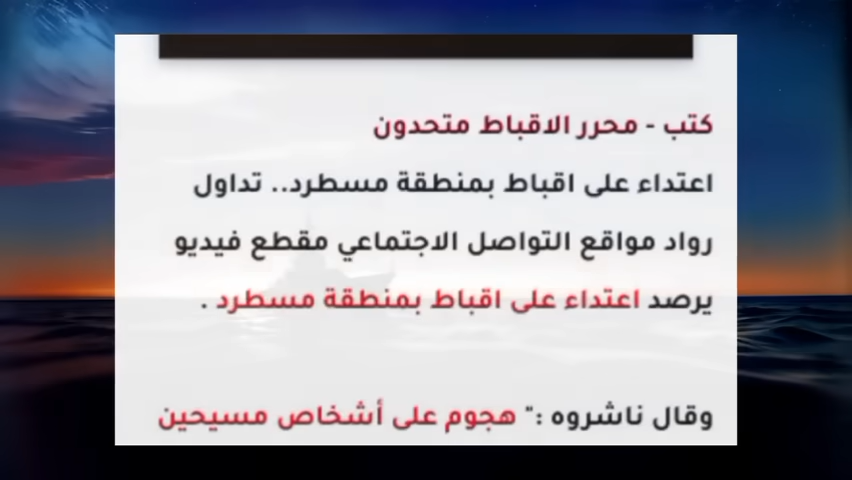 كتب - محرر الاقباط متحدون
اعتداء على اقباط بمنطقة مسطرد.. تداول
رواد مواقع التواصل الاجتماعي مقطع فيديو
يرصد اعتداء على اقباط بمنطقة مسطرد .
وقال ناشروه :" هجوم على أشخاص مسيحين